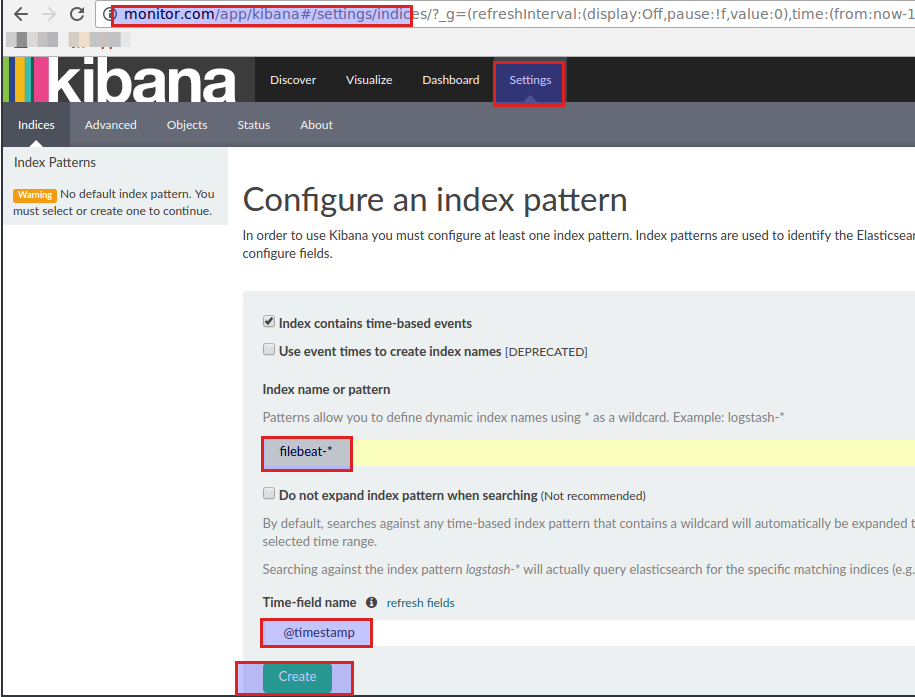 monitor.com/app/kibana#/settings/indices/?_g=(refreshInterval:(display:Off,pause:!f,value:0),time:(from:now-1
kibana
Discover Visualize Dashboard Settings
Indices Advanced Objects Status About
Index Patterns
Warning No default index pattern. You
must select or create one to continue.
Configure an index pattern
In order to use Kibana you must configure at least one index pattern. Index patterns are used to identify the Elasticsear
configure fields.
Index contains time-based events
Use event times to create index names [DEPRECATED]
Index name or pattern
Patterns allow you to define dynamic index names using * as a wildcard. Example: logstash-*
filebeat-*
Do not expand index pattern when searching (Not recommended)
By default, searches against any time-based index pattern that contains a wildcard will automatically be expanded t
selected time range.
Searching against the index pattern logstash-* will actually query elasticsearch for the specific matching indices (e.g.
Time-field name refresh fields
@timestamp
Create